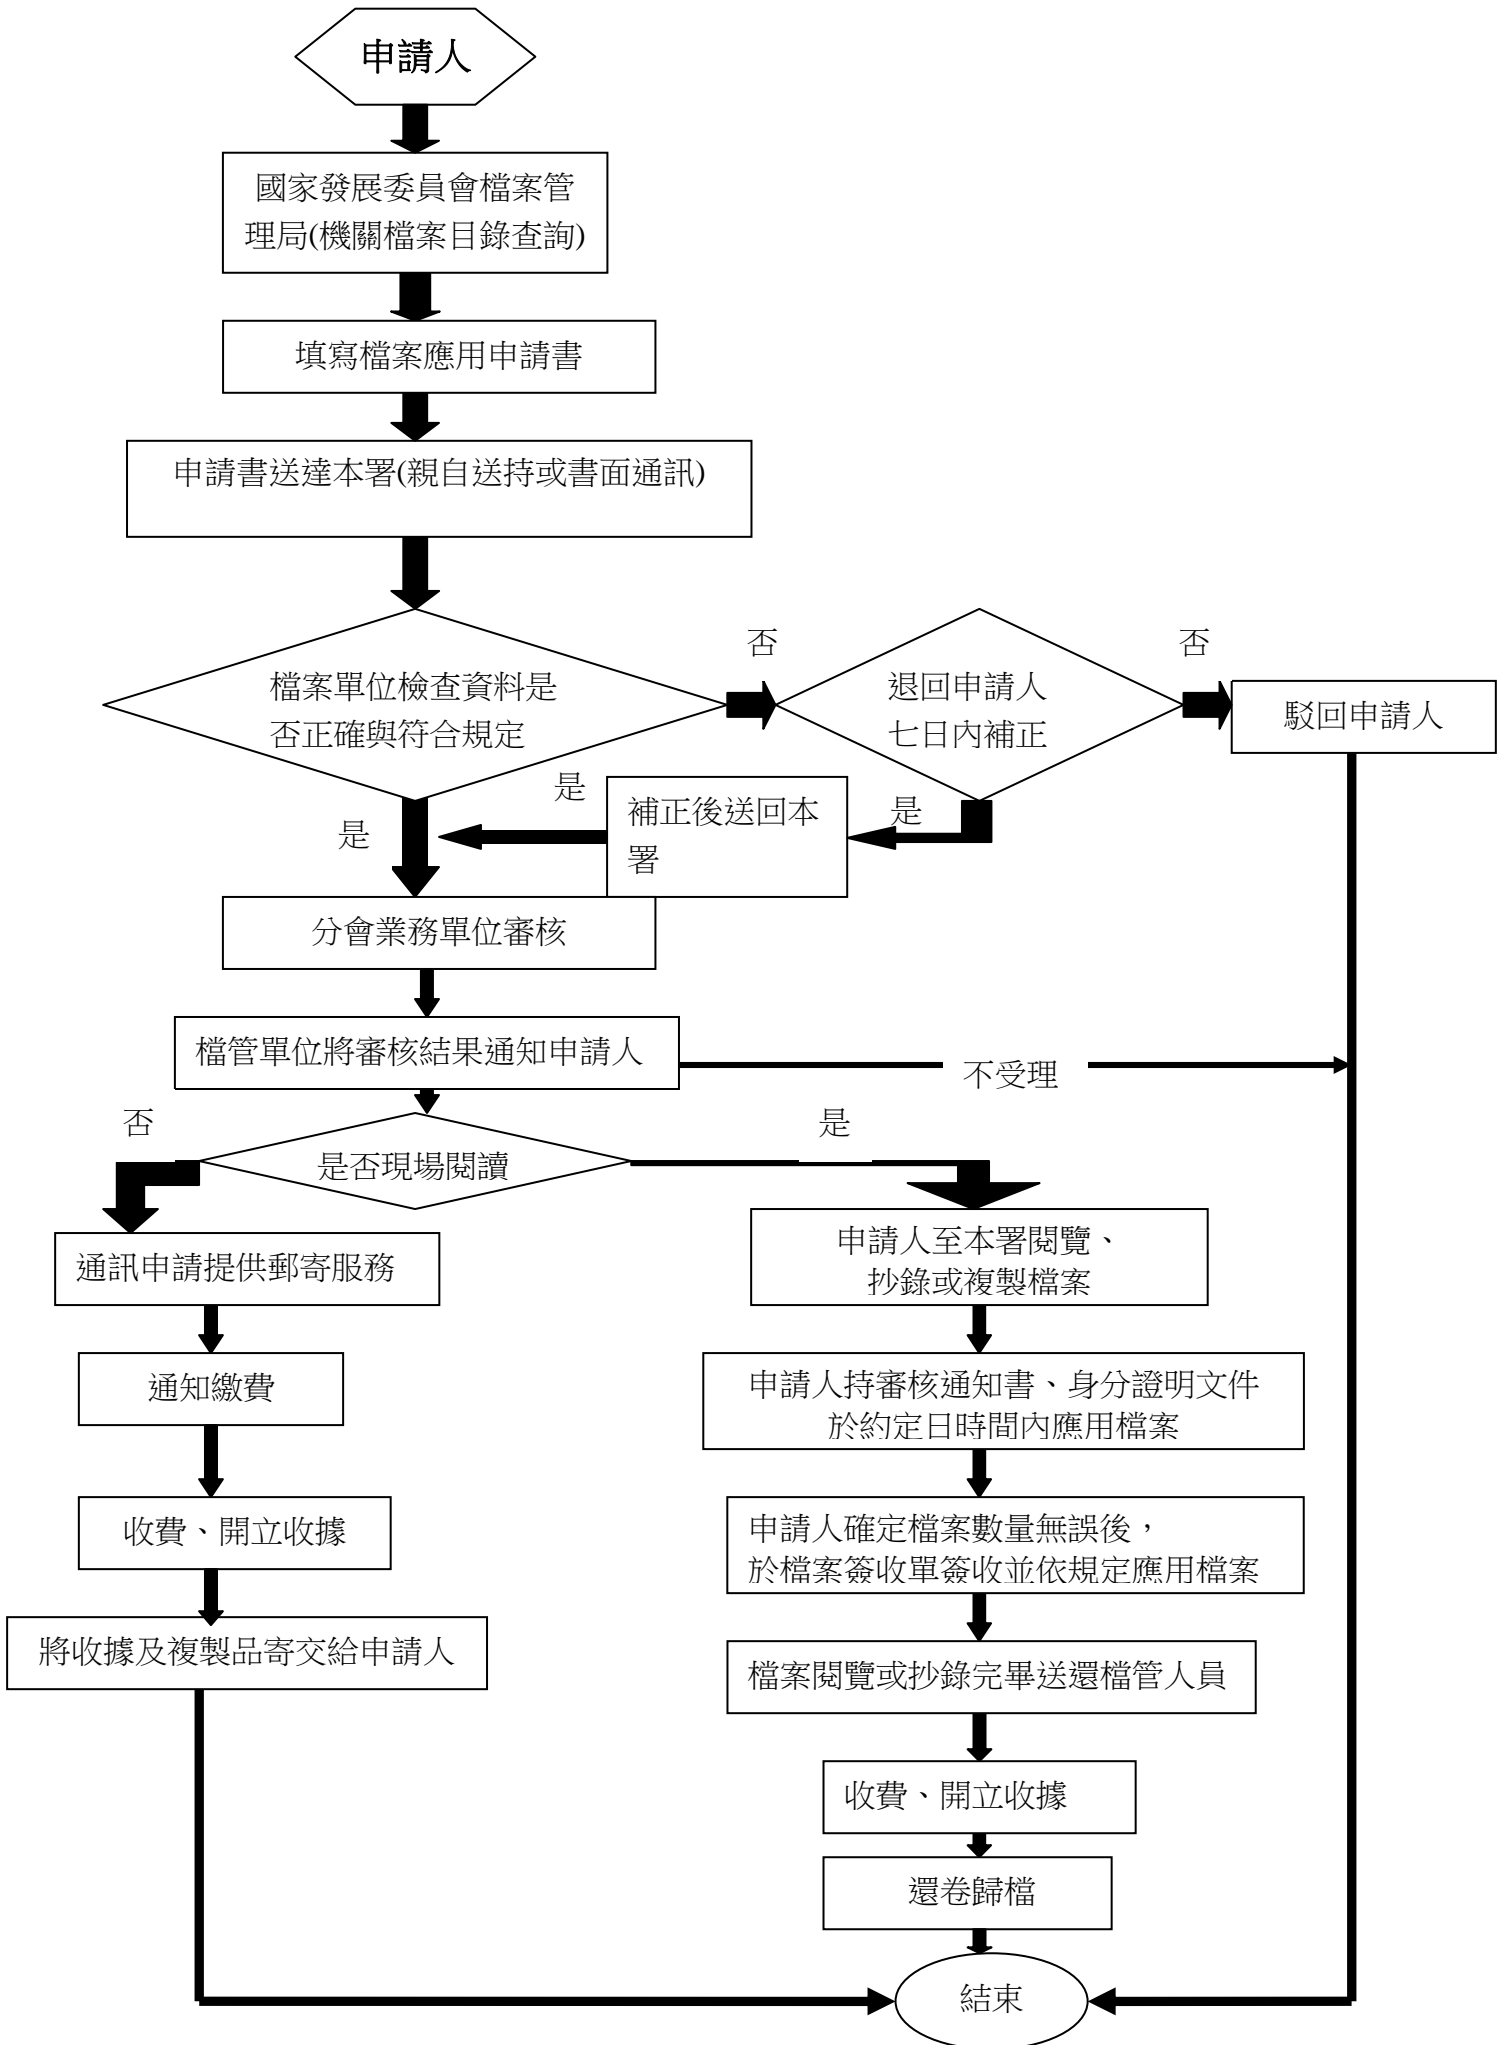 申請人
國家發展委員會檔案管
理局(機關檔案目錄查詢)
填寫檔案應用申請書
申請書送達本署(親自送持或書面通訊)
否
否
檔案單位檢查資料是
否正確與符合規定
退回申請人
七日內補正
駁回申請人
是
補正後送回本
署
是
是
分會業務單位審核
檔管單位將審核結果通知申請人
不受理
否
是
是否現場閱讀
通訊申請提供郵寄服務
通知繳費
收費、開立收據
將收據及複製品寄交給申請人
申請人至本署閱覽、
抄錄或複製檔案
申請人持審核通知書、身分證明文件
於約定日時間內應用檔案
申請人確定檔案數量無誤後，
於檔案簽收單簽收並依規定應用檔案
檔案閱覽或抄錄完畢送還檔管人員
收費、開立收據
還卷歸檔
結束